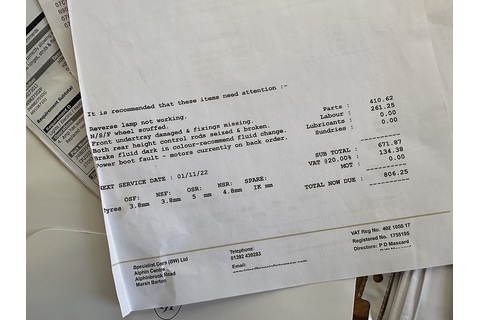 It is recommended that these items need attention :-
Reverse lamp not working.
N/S/F wheel scuffed.
Front undertray damaged & fixings missing.
Both rear height control rods seized & broken.
Brake fluid dark in colour-recommend fluid change.
Power boot fault - motors currently on back order.
Parts : 410.62
Labour : 261.25
Lubricants : 0.00
Sundries : 0.00
SUB TOTAL : 671.87
VAT @20.00% : 134.38
MOT : 0.00
TOTAL NOW DUE : 806.25
NEXT SERVICE DATE : 01/11/22
OSF: NSF: OSR: NSR: SPARE:
Tyres 3.8mm 3.8mm 5 mm 4.8mm IK mm
Specialist Cars (SW) Ltd
Alphin Centre
Alphinbrook Road
Marsh Barton
Telephone:
01392 439283
Email:
VAT Reg No. 402 1050 17
Registered No. 1750195
Directors: P D Mascard